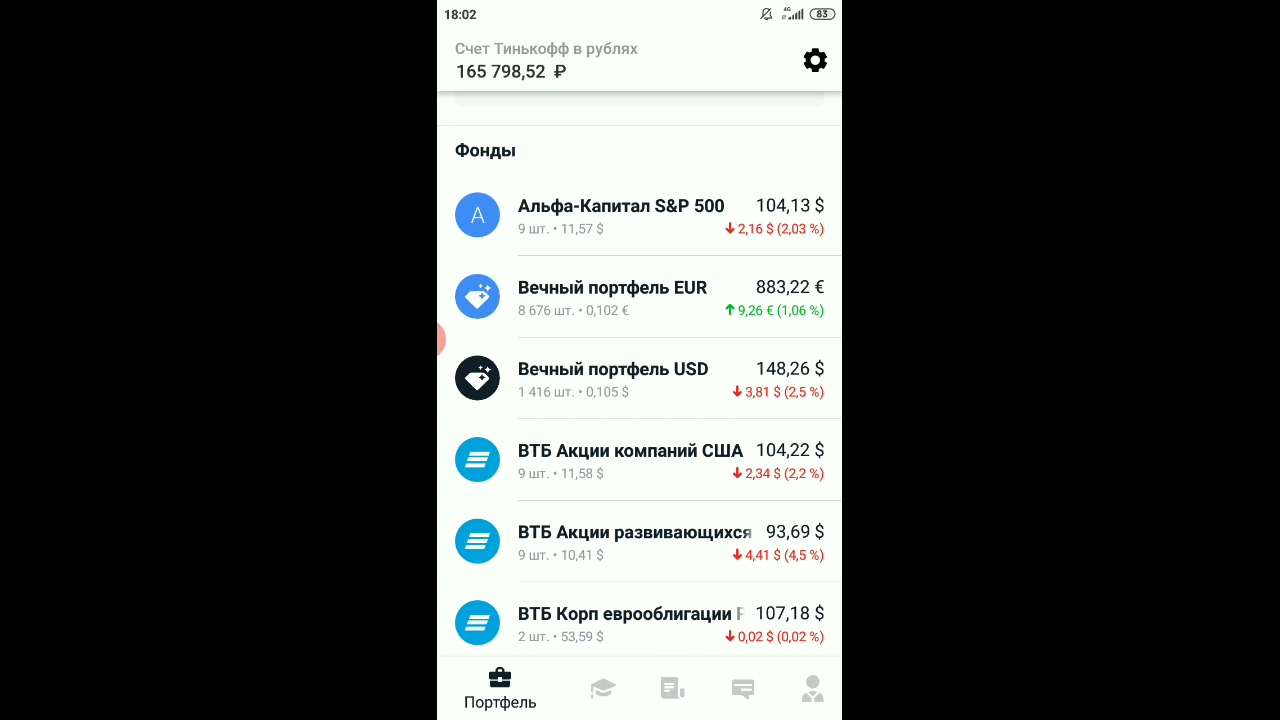 18:02
4G
83
Счет Тинькофф в рублях
165 798,52 ₽
Фонды
A
Альфа-Капитал S&P 500 104,13 $
9 шт. • 11,57 $ 2,16 $ (2,03 %)
Вечный портфель EUR 883,22 €
8 676 шт. • 0,102 € 9,26 € (1,06 %)
Вечный портфель USD 148,26 $
1 416 шт. • 0,105 $ 3,81 $ (2,5 %)
ВТБ Акции компаний США 104,22 $
9 шт. • 11,58 $ 2,34 $ (2,2 %)
ВТБ Акции развивающихся 93,69 $
9 шт. • 10,41 $ 4,41 $ (4,5 %)
ВТБ Корп еврооблигации 107,18 $
2 шт. • 53,59 $ 0,02 $ (0,02 %)
Портфель